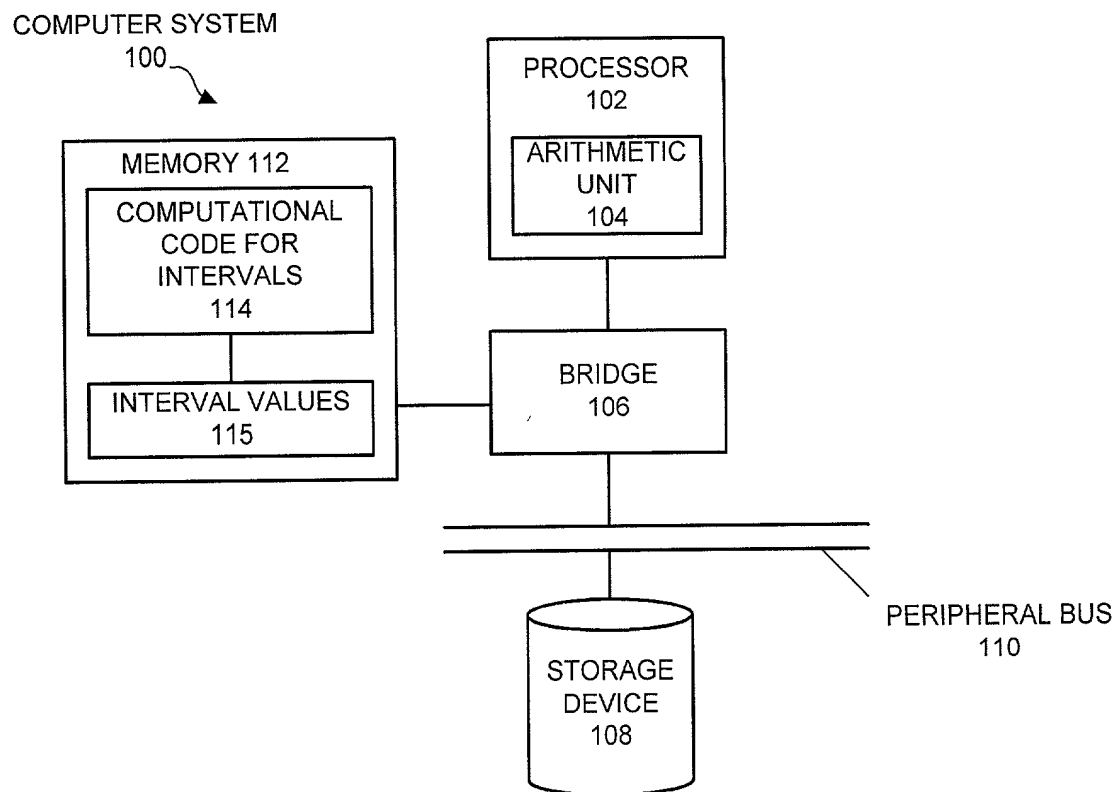 COMPUTER SYSTEM
100
PROCESSOR
102
ARITHMETIC
UNIT
104
MEMORY 112
COMPUTATIONAL
CODE FOR
INTERVALS
114
INTERVAL VALUES
115
BRIDGE
106
PERIPHERAL BUS
110
STORAGE
DEVICE
108